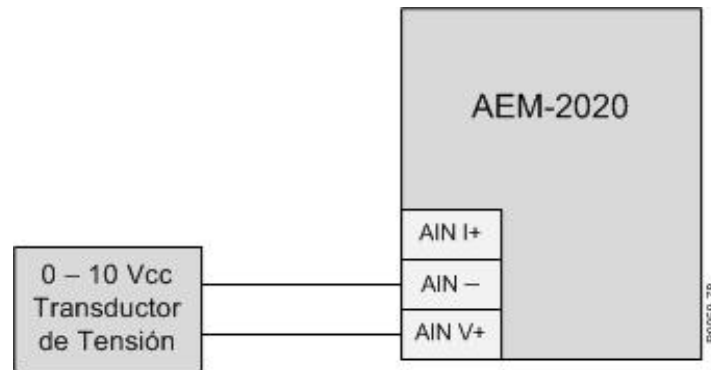 AEM-2020
AIN I+
AIN –
AIN V+
0 – 10 Vcc
Transductor
de Tensión